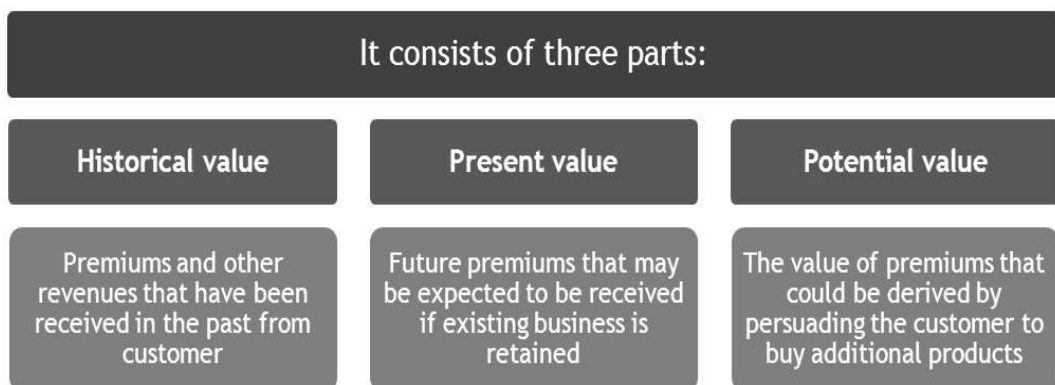 It consists of three parts:
Historical value
Present value
Potential value
Premiums and other
revenues that have been
received in the past from
customer
Future premiums that may
be expected to be received
if existing business is
retained
The value of premiums that
could be derived by
persuading the customer to
buy additional products